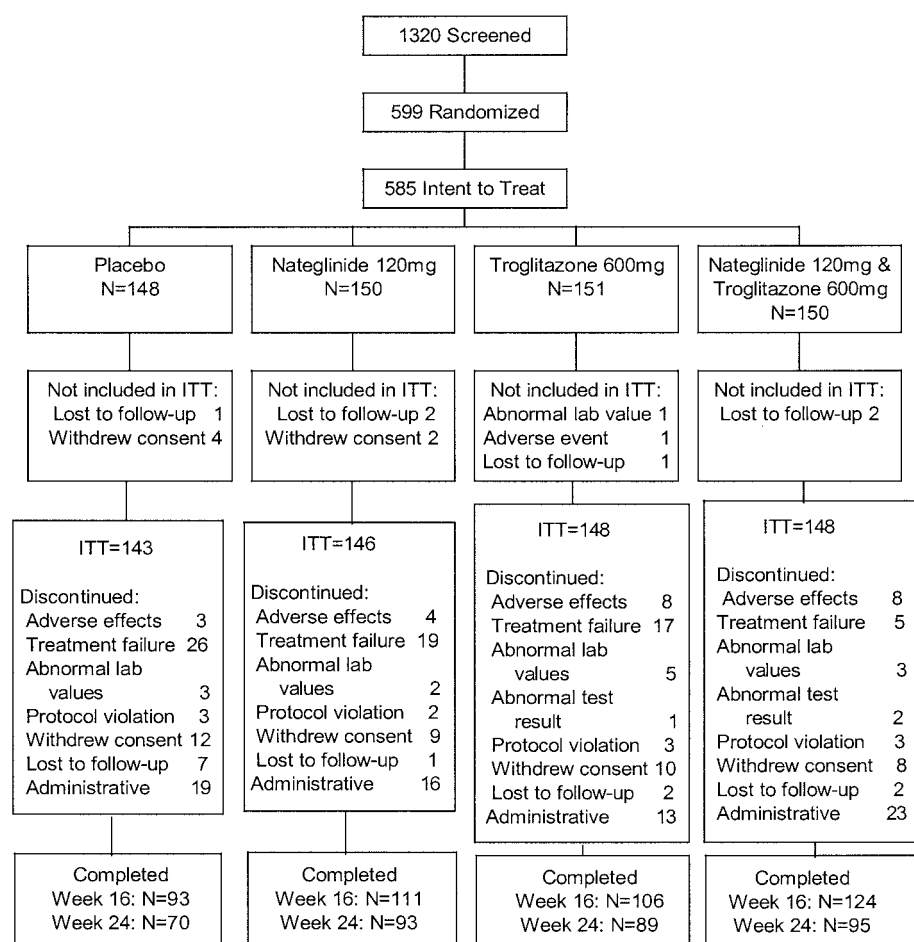 1320 Screened
599 Randomized
585 Intent to Treat
Placebo
N=148
Nateglinide 120mg
N=150
Troglitazone 600mg
N=151
Nateglinide 120mg &
Troglitazone 600mg
N=150
Not included in ITT:
Lost to follow-up 1
Withdrew consent 4
Not included in ITT:
Lost to follow-up 2
Withdrew consent 2
Not included in ITT:
Abnormal lab value 1
Adverse event 1
Lost to follow-up 1
Not included in ITT:
Lost to follow-up 2
ITT=143
Discontinued:
Adverse effects 3
Treatment failure 26
Abnormal lab
values 3
Protocol violation 3
Withdrew consent 12
Lost to follow-up 7
Administrative 19
ITT=146
Discontinued:
Adverse effects 4
Treatment failure 19
Abnormal lab
values 2
Protocol violation 2
Withdrew consent 9
Lost to follow-up 1
Administrative 16
ITT=148
Discontinued:
Adverse effects 8
Treatment failure 17
Abnormal lab
values 5
Abnormal test
result 1
Protocol violation 3
Withdrew consent 10
Lost to follow-up 2
Administrative 13
ITT=148
Discontinued:
Adverse effects 8
Treatment failure 5
Abnormal lab
values 3
Abnormal test
result 2
Protocol violation 3
Withdrew consent 8
Lost to follow-up 2
Administrative 23
Completed
Week 16: N=93
Week 24: N=70
Completed
Week 16: N=111
Week 24: N=93
Completed
Week 16: N=106
Week 24: N=89
Completed
Week 16: N=124
Week 24: N=95